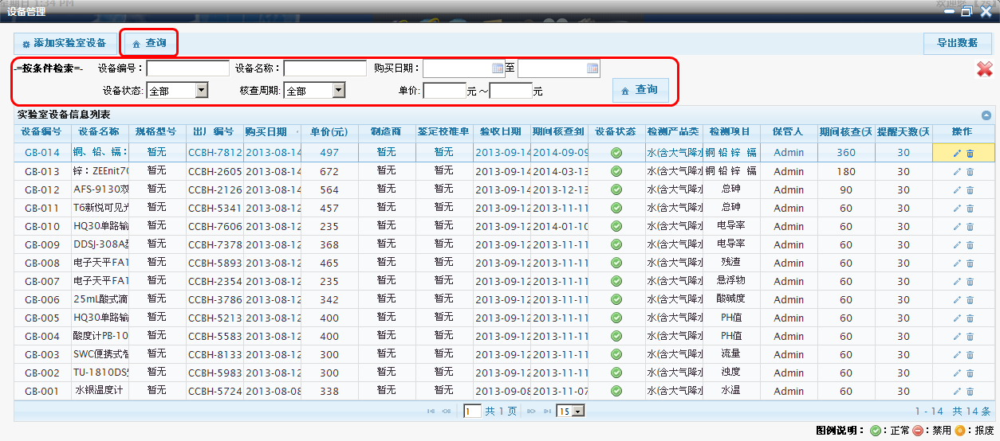 星期日 1:34 PM
设备管理
添加实验室设备 查询 导出数据
-=按条件检索=- 设备编号： 设备名称： 购买日期： 至
设备状态: 全部 核查周期: 全部 单价: 元 ～ 元 查询
实验室设备信息列表
设备编号 设备名称 规格型号 出厂编号 购买日期 单价(元) 制造商 鉴定校准单 验收日期 期间核查到 设备状态 检测产品类 检测项目 保管人 期间核查(天 提醒天数(天 操作
GB-014 铜、铅、镉： 暂无 CCBH-7812 2013-08-14 497 暂无 暂无 2013-09-14 2014-09-09 水(含大气降水 铜 铅 锌 镉 Admin 360 30
GB-013 锌：ZEEnit70 暂无 CCBH-2605 2013-08-14 672 暂无 暂无 2013-09-14 2014-03-13 水(含大气降水 铜 铅 锌 镉 Admin 180 30
GB-012 AFS-9130双 暂无 CCBH-2126 2013-08-14 564 暂无 暂无 2013-09-14 2013-12-13 水(含大气降水 总砷 Admin 90 30
GB-011 T6新悦可见光 暂无 CCBH-5341 2013-08-12 457 暂无 暂无 2013-09-12 2013-11-11 水(含大气降水 总砷 Admin 60 30
GB-010 HQ30单路输 暂无 CCBH-7606 2013-08-12 235 暂无 暂无 2013-09-12 2014-01-10 水(含大气降水 电导率 Admin 60 30
GB-009 DDSJ-308A型 暂无 CCBH-7378 2013-08-12 368 暂无 暂无 2013-09-12 2013-11-11 水(含大气降水 电导率 Admin 60 30
GB-008 电子天平FA1 暂无 CCBH-5893 2013-08-12 465 暂无 暂无 2013-09-12 2013-11-11 水(含大气降水 残渣 Admin 60 30
GB-007 电子天平FA1 暂无 CCBH-2354 2013-08-12 235 暂无 暂无 2013-09-12 2013-11-11 水(含大气降水 悬浮物 Admin 60 30
GB-006 25mL酸式滴 暂无 CCBH-3786 2013-08-12 342 暂无 暂无 2013-09-12 2013-11-11 水(含大气降水 酸碱度 Admin 60 30
GB-005 HQ30单路输 暂无 CCBH-5213 2013-08-12 400 暂无 暂无 2013-09-12 2013-11-11 水(含大气降水 PH值 Admin 60 30
GB-004 酸度计PB-10 暂无 CCBH-5583 2013-08-12 400 暂无 暂无 2013-09-12 2013-11-11 水(含大气降水 PH值 Admin 60 30
GB-003 SWC便携式智 暂无 CCBH-8133 2013-08-12 300 暂无 暂无 2013-09-12 2013-11-11 水(含大气降水 流量 Admin 60 30
GB-002 TU-1810DS 暂无 CCBH-5983 2013-08-12 300 暂无 暂无 2013-09-12 2013-11-11 水(含大气降水 浊度 Admin 60 30
GB-001 水银温度计 暂无 CCBH-5724 2013-08-08 338 暂无 暂无 2013-09-08 2013-11-07 水(含大气降水 水温 Admin 60 30
1 共 1 页 15 1 - 14 共 14 条
图例说明： ：正常 ：禁用 ：报废